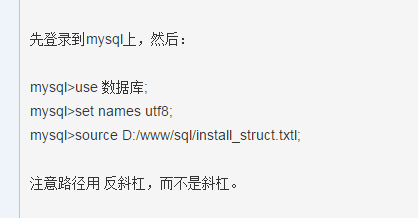 先登录到mysql上，然后：
mysql>use 数据库;
mysql>set names utf8;
mysql>source D:/www/sql/install_struct.txtl;
注意路径用 反斜杠，而不是斜杠。